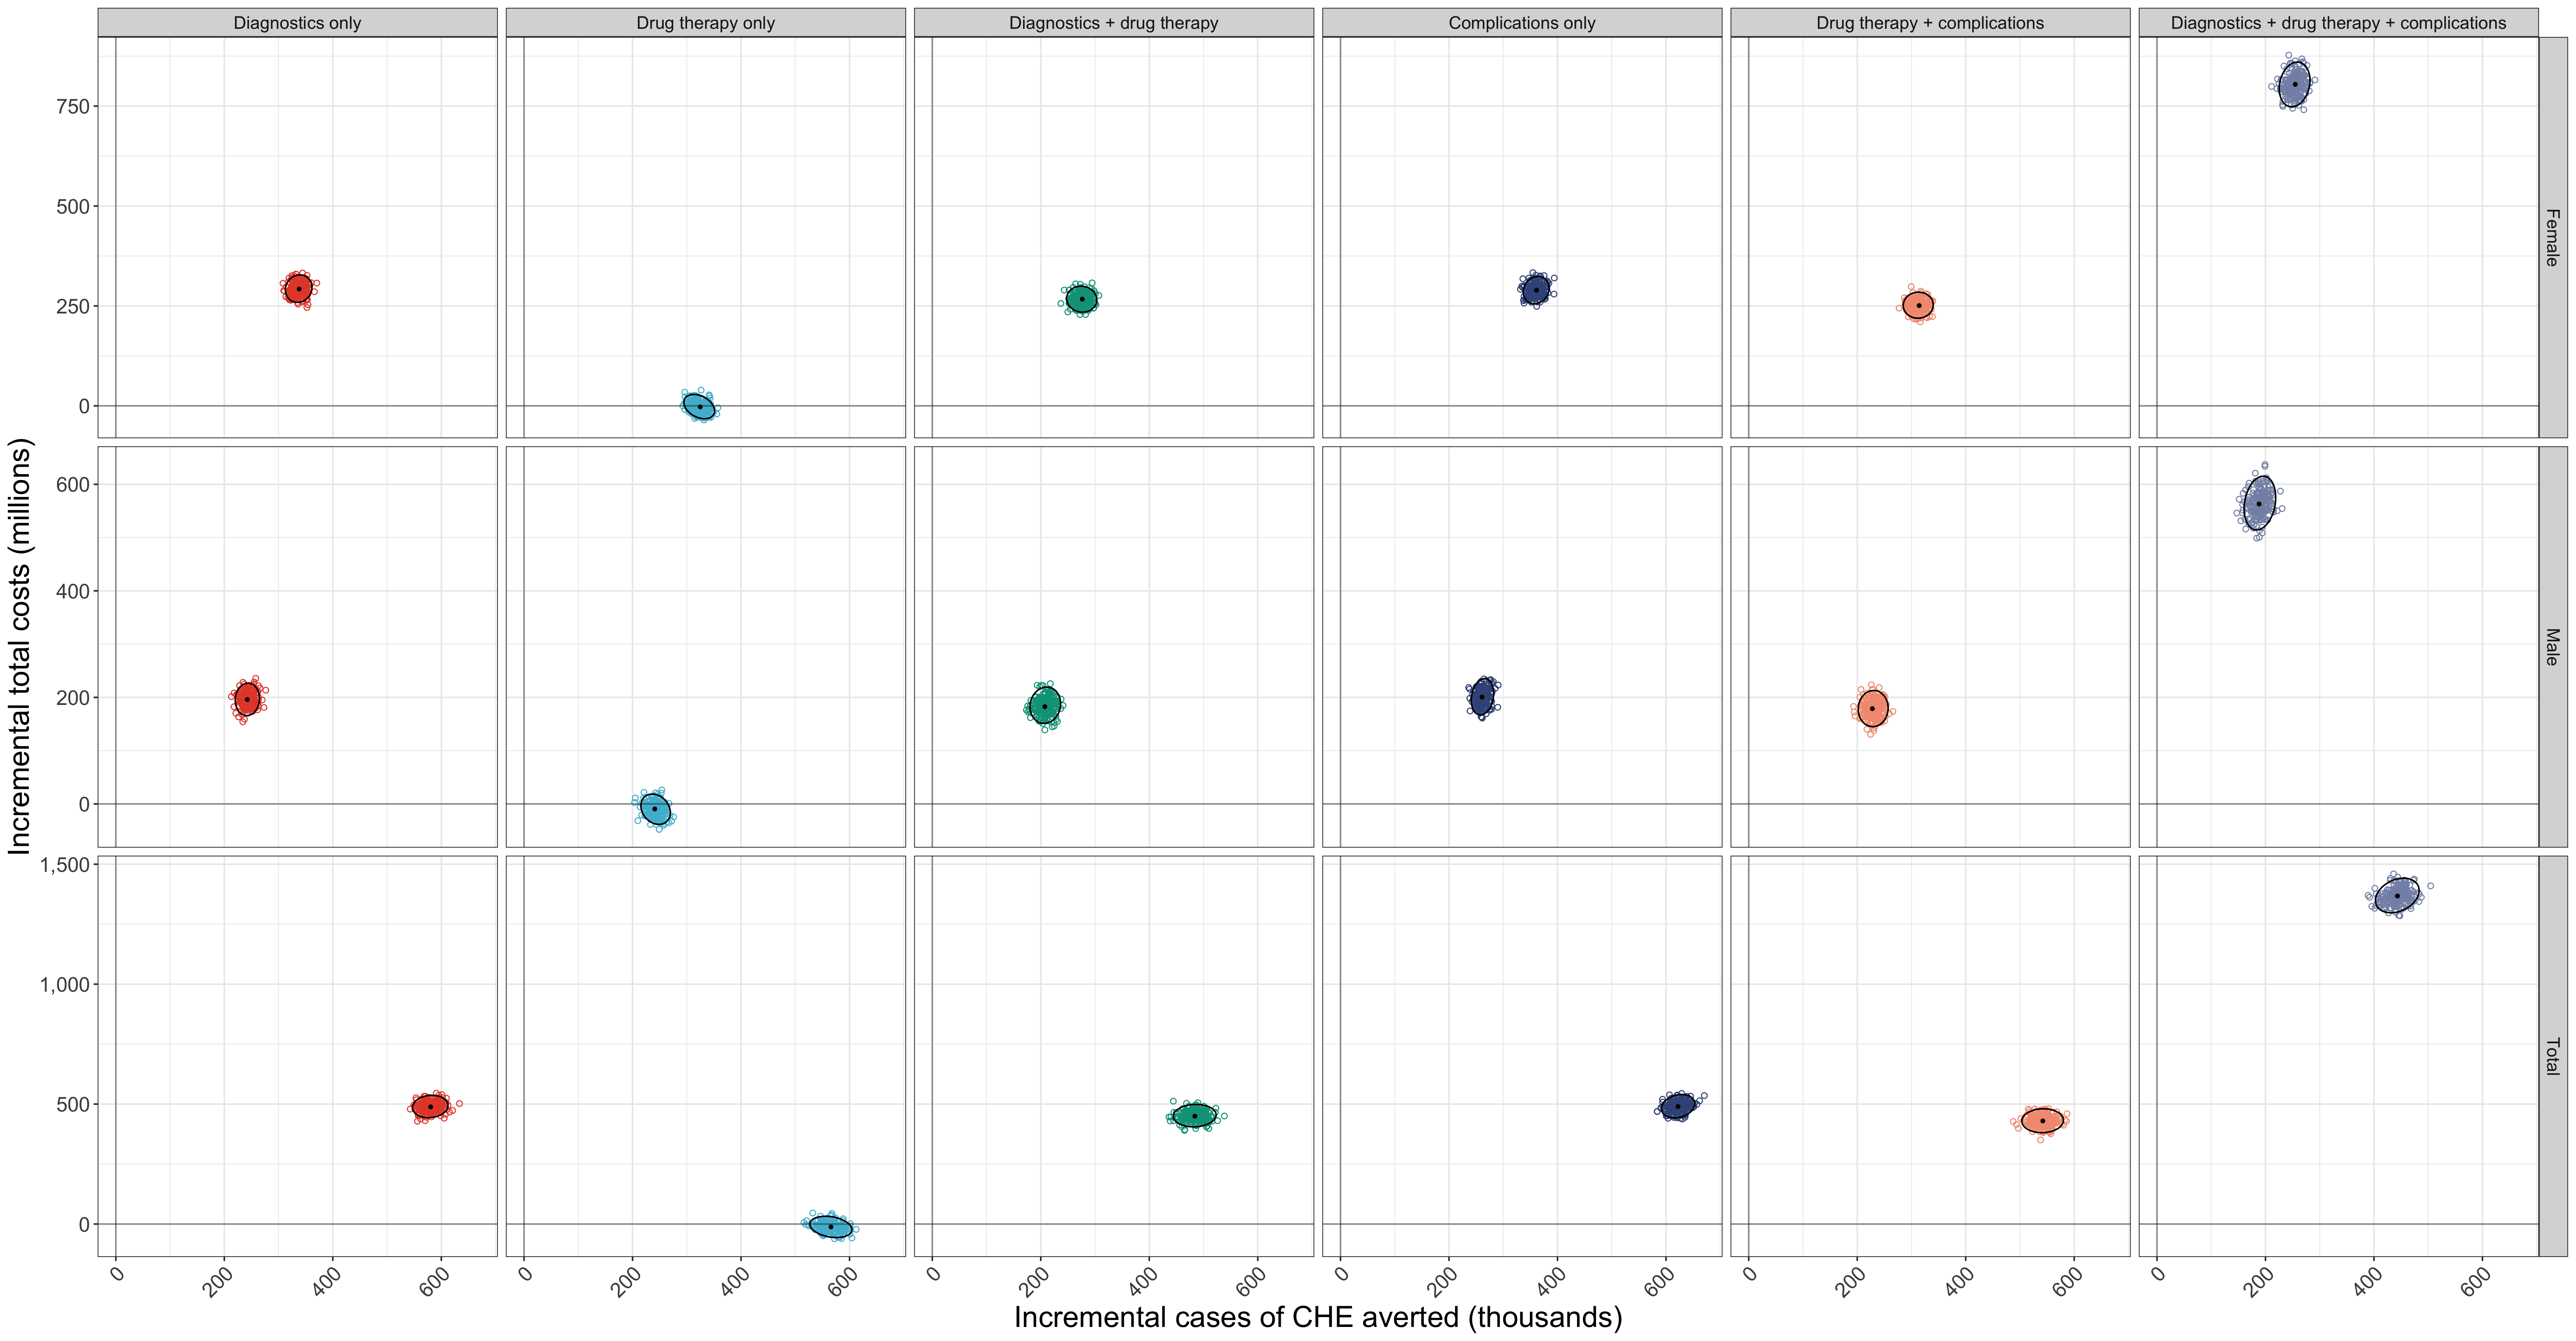 Diagnostics only
Drug therapy only
Diagnostics + drug therapy
Complications only
Drug therapy + complications
Diagnostics + drug therapy + complications
Incremental total costs (millions)
750
500
250
0
Female
600
400
200
0
Male
1,500
1,000
500
0
Total
0 200 400 600 0 200 400 600 0 200 400 600 0 200 400 600 0 200 400 600 0 200 400 600
Incremental cases of CHE averted (thousands)